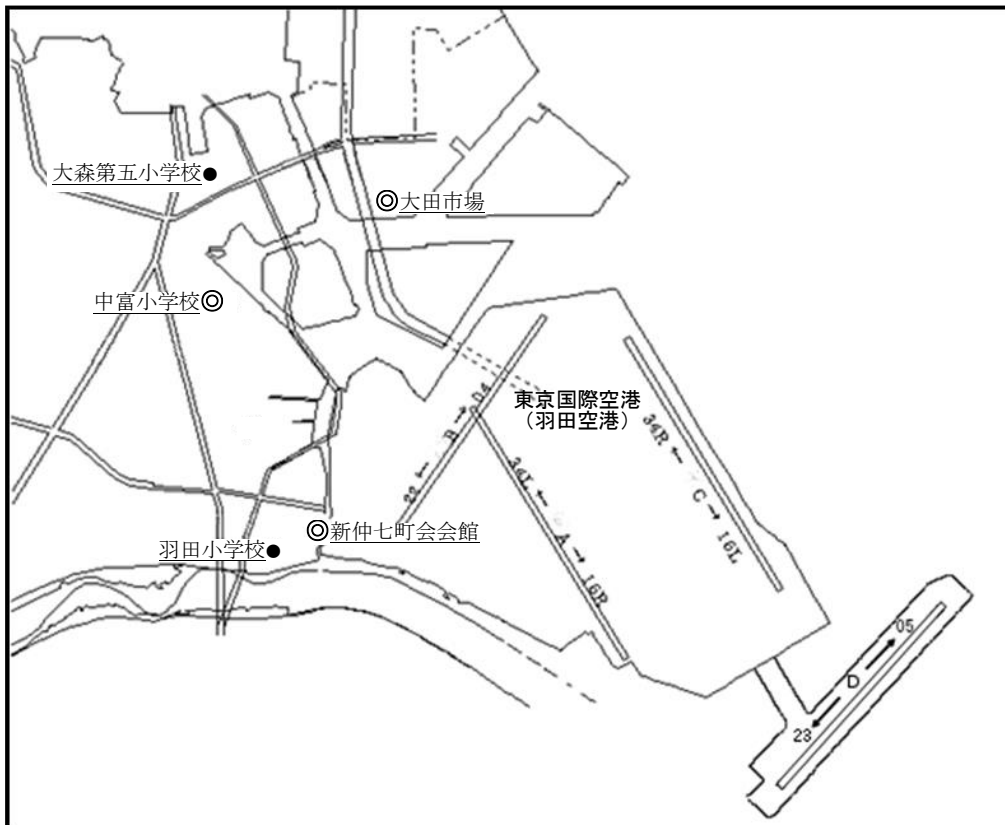 大森第五小学校●
◎大田市場
中富小学校◎
東京国際空港
(羽田空港)
04
← B →
22
34L ← A → 16R
34R ← C → 16L
◎新仲七町会会館
羽田小学校●
05
D
23